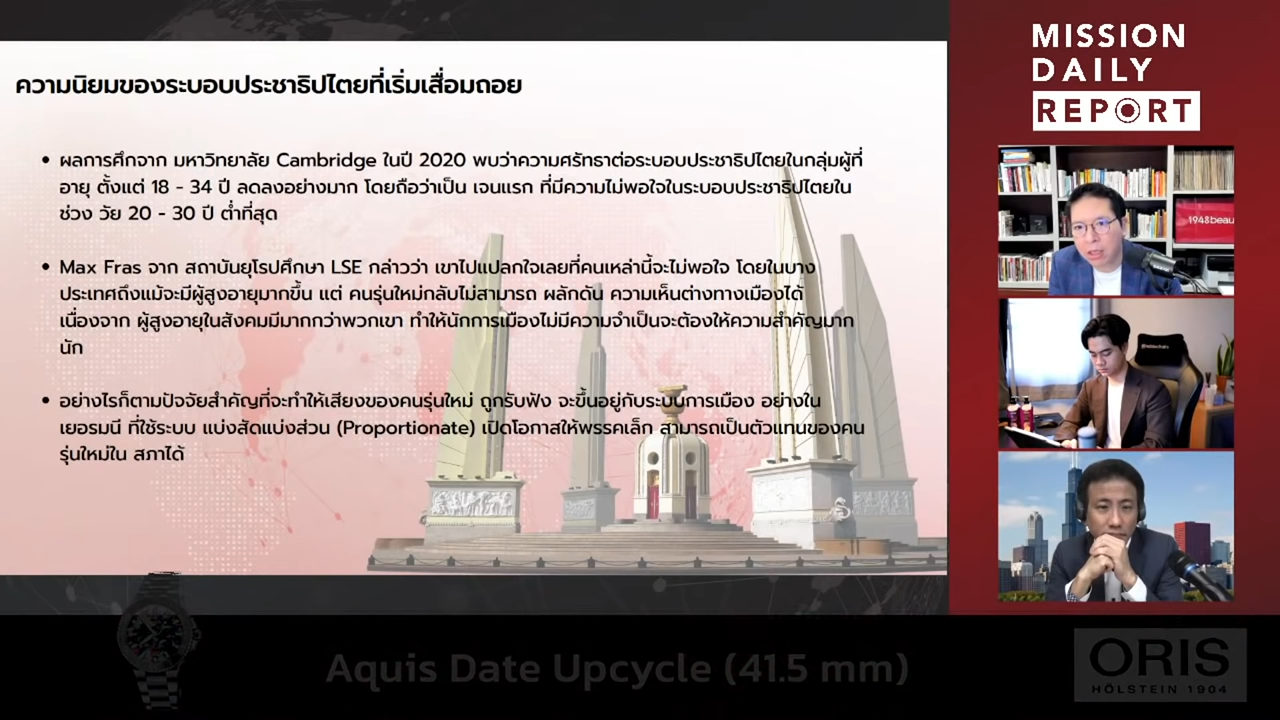 ความนิยมของระบอบประชาธิปไตยที่เริ่มเสื่อมถอย
• ผลการศึกจาก มหาวิทยาลัย Cambridge ในปี 2020 พบว่าความศรัทธาต่อระบอบประชาธิปไตยในกลุ่มผู้ที่
อายุ ตั้งแต่ 18 - 34 ปี ลดลงอย่างมาก โดยถือว่าเป็น เจนแรก ที่มีความไม่พอใจในระบอบประชาธิปไตยใน
ช่วง วัย 20 - 30 ปี ต่ำที่สุด
• Max Fras จาก สถาบันยุโรปศึกษา LSE กล่าวว่า เขาไปแปลกใจเลยที่คนเหล่านี้จะไม่พอใจ โดยในบาง
ประเทศถึงแม้จะมีผู้สูงอายุมากขึ้น แต่ คนรุ่นใหม่กลับไม่สามารถ ผลักดัน ความเห็นต่างทางเมืองได้
เนื่องจาก ผู้สูงอายุในสังคมมีมากกว่าพวกเขา ทำให้นักการเมืองไม่มีความจำเป็นจะต้องให้ความสำคัญมาก
นัก
• อย่างไรก็ตามปัจจัยสำคัญที่จะทำให้เสียงของคนรุ่นใหม่ ถูกรับฟัง จะขึ้นอยู่กับระบบการเมือง อย่างใน
เยอรมนี ที่ใช้ระบบ แบ่งสัดแบ่งส่วน (Proportionate) เปิดโอกาสให้พรรคเล็ก สามารถเป็นตัวแทนของคน
รุ่นใหม่ใน สภาได้
MISSION
DAILY
REPORT
1948beau
Aquis Date Upcycle (41.5 mm)
ORIS
HÖLSTEIN 1904